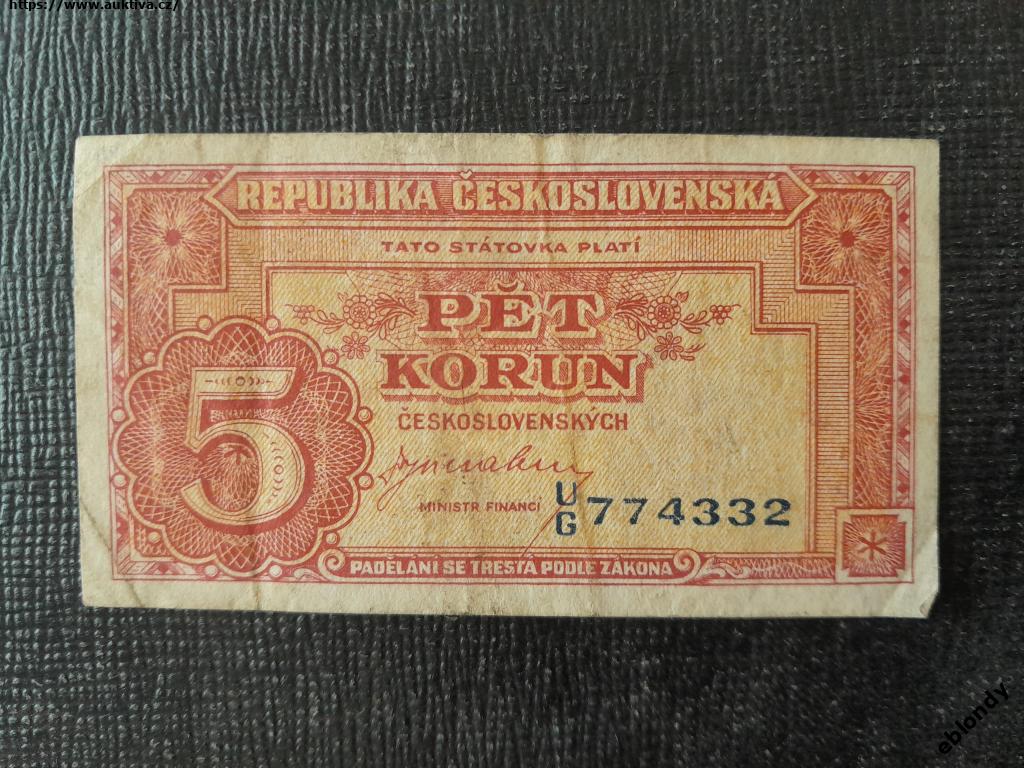 https://www.auktiva.cz/
REPUBLIKA ČESKOSLOVENSKÁ
TATO STÁTOVKA PLATÍ
PĚT
KORUN
ČESKOSLOVENSKÝCH
5
MINISTR FINANCÍ
U/G 774332
PADĚLÁNÍ SE TRESTÁ PODLE ZÁKONA
eblondy